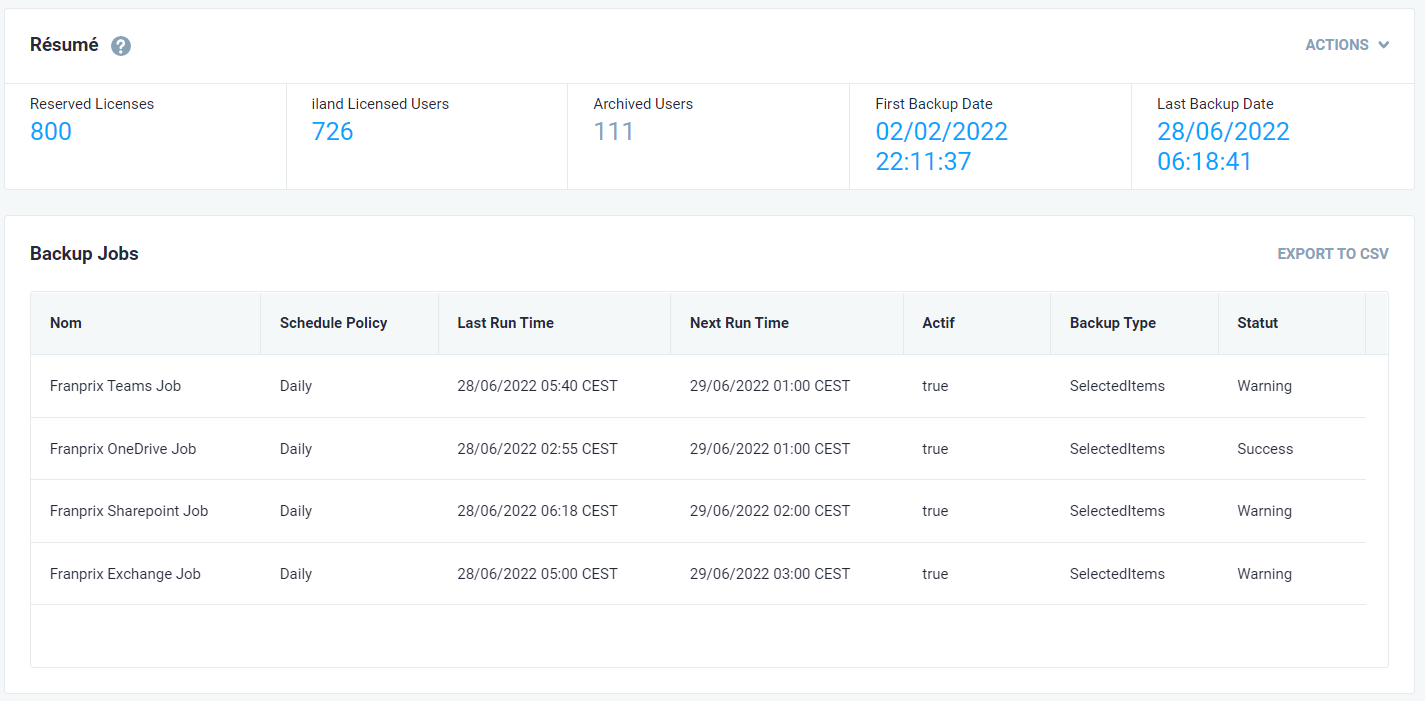 Résumé ? ACTIONS
Reserved Licenses iland Licensed Users Archived Users First Backup Date Last Backup Date
800 726 111 02/02/2022 28/06/2022
22:11:37 06:18:41
Backup Jobs EXPORT TO CSV
Nom Schedule Policy Last Run Time Next Run Time Actif Backup Type Statut
Franprix Teams Job Daily 28/06/2022 05:40 CEST 29/06/2022 01:00 CEST true SelectedItems Warning
Franprix OneDrive Job Daily 28/06/2022 02:55 CEST 29/06/2022 01:00 CEST true SelectedItems Success
Franprix Sharepoint Job Daily 28/06/2022 06:18 CEST 29/06/2022 02:00 CEST true SelectedItems Warning
Franprix Exchange Job Daily 28/06/2022 05:00 CEST 29/06/2022 03:00 CEST true SelectedItems Warning